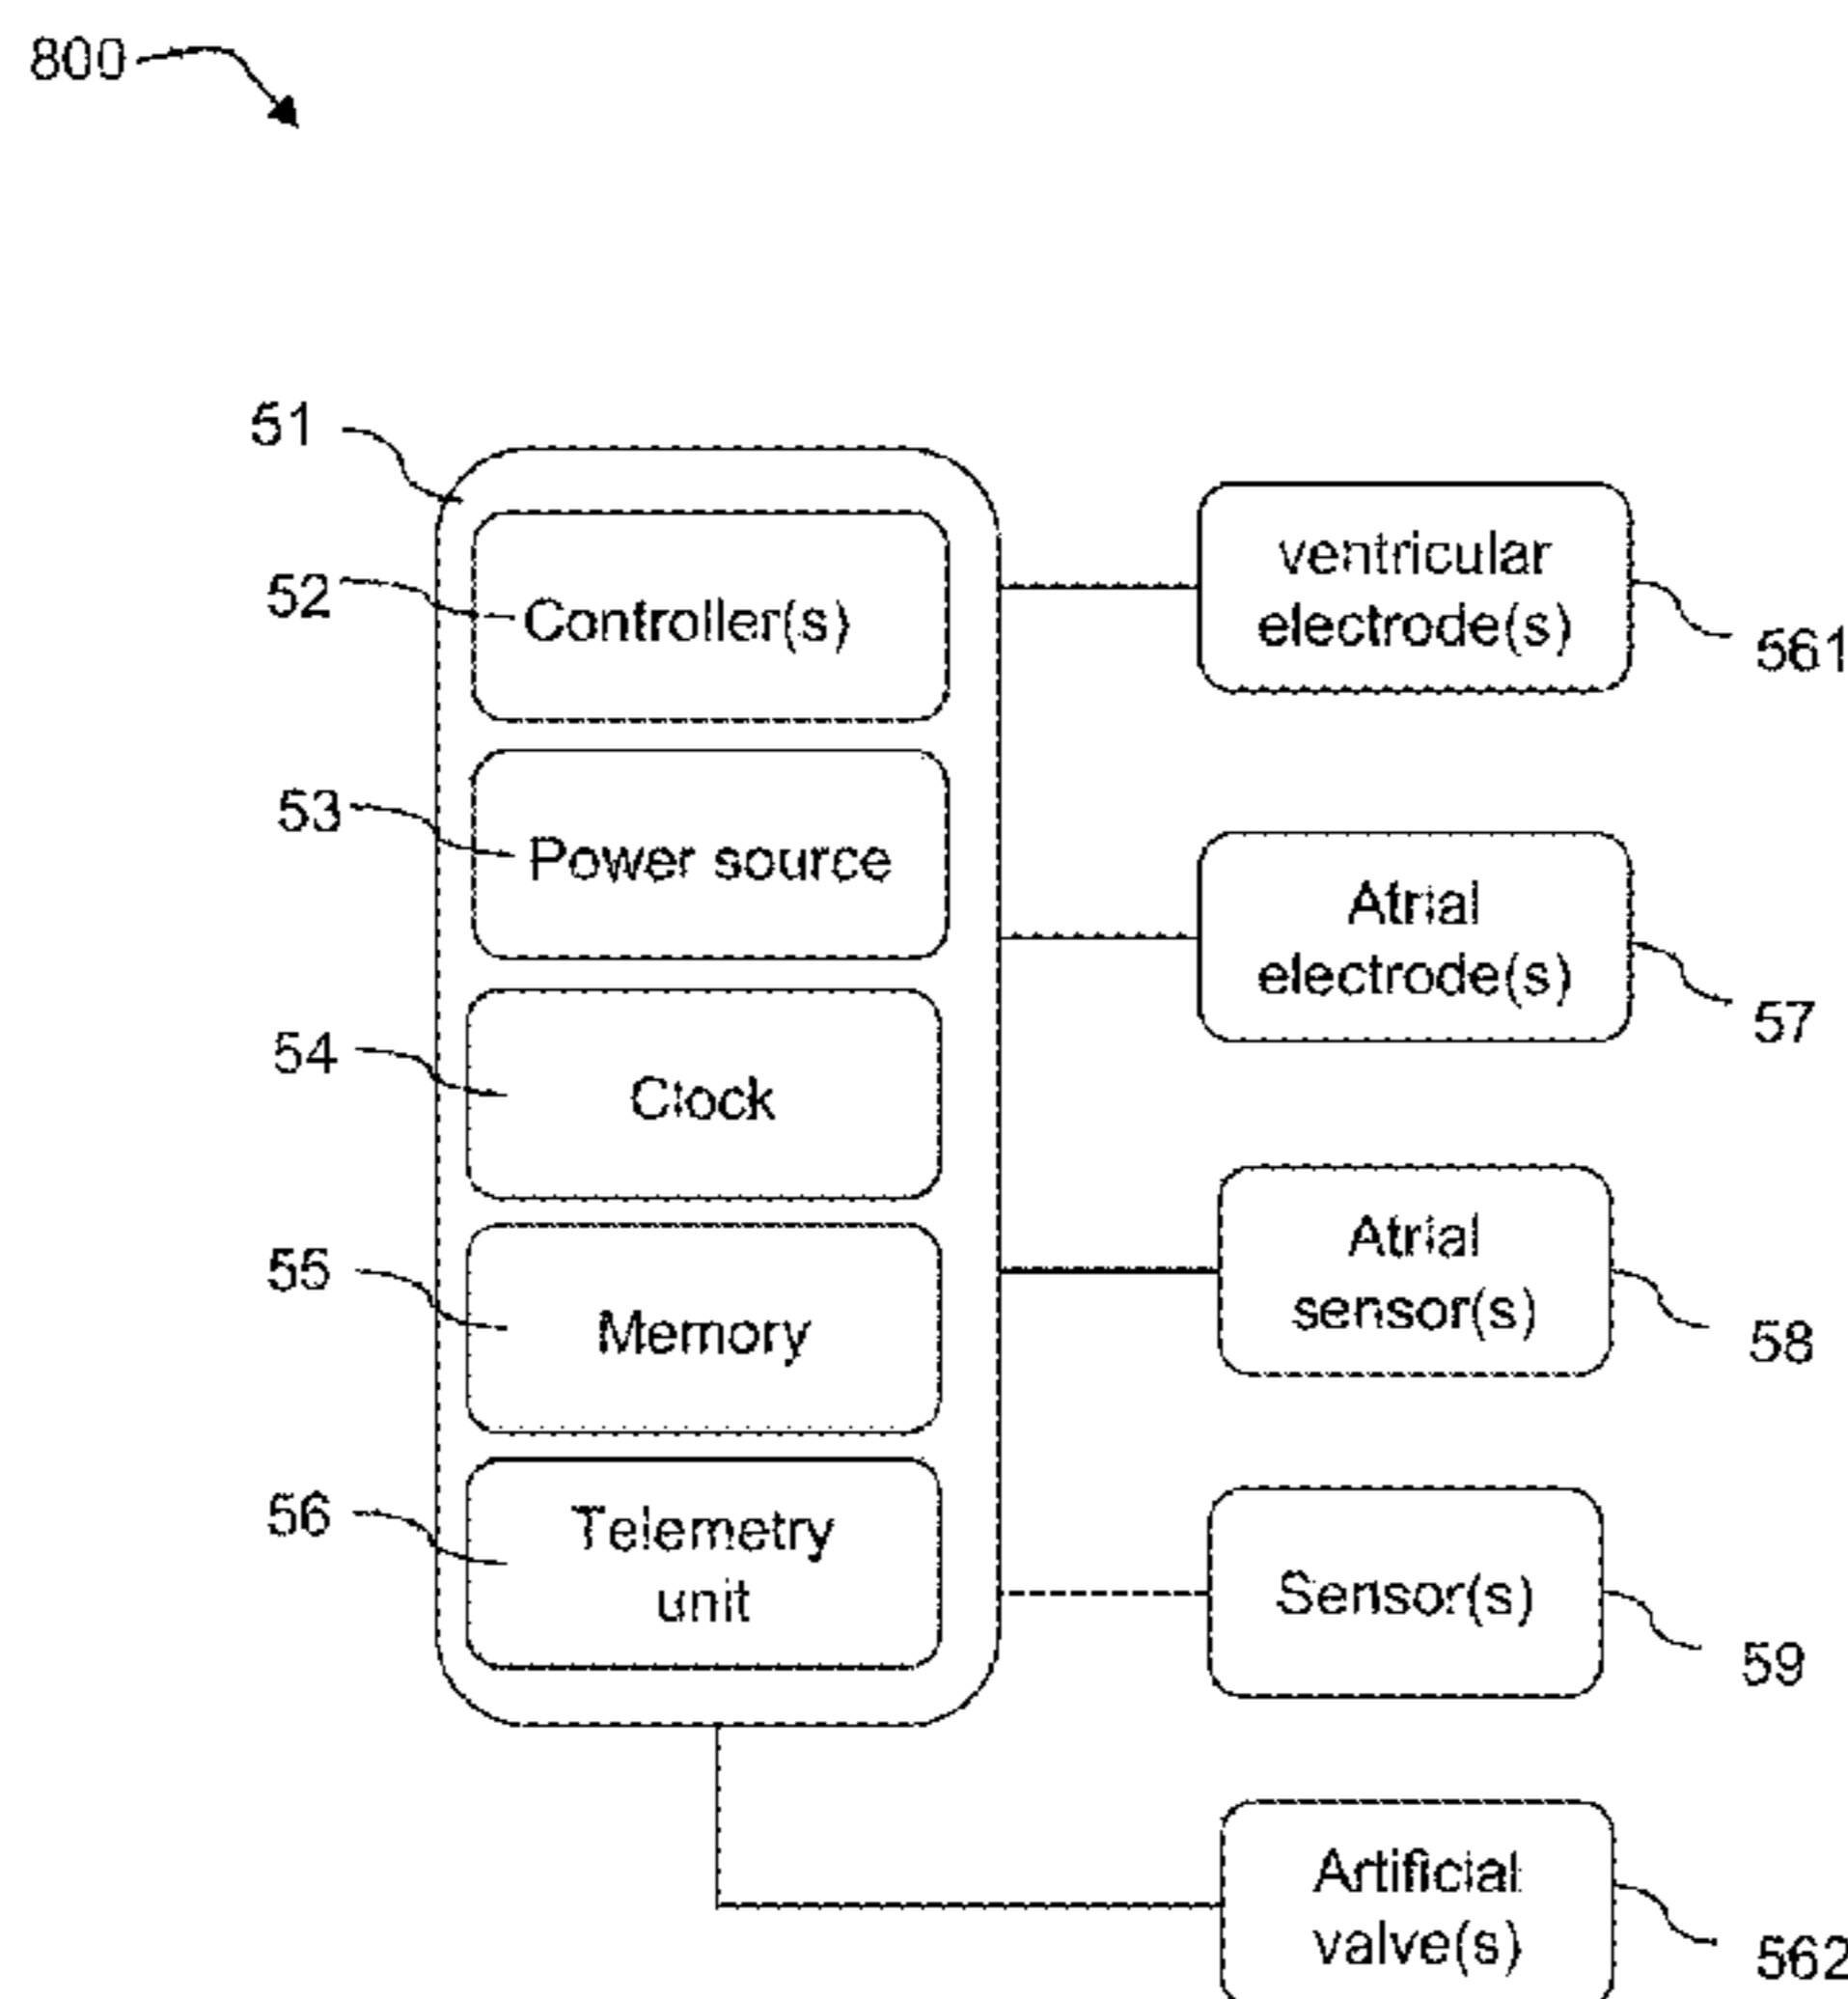 800
51
52
Controller(s)
53
Power source
54
Clock
55
Memory
56
Telemetry
unit
ventricular
electrode(s)
561
Atrial
electrode(s)
57
Atrial
sensor(s)
58
Sensor(s)
59
Artificial
valve(s)
562